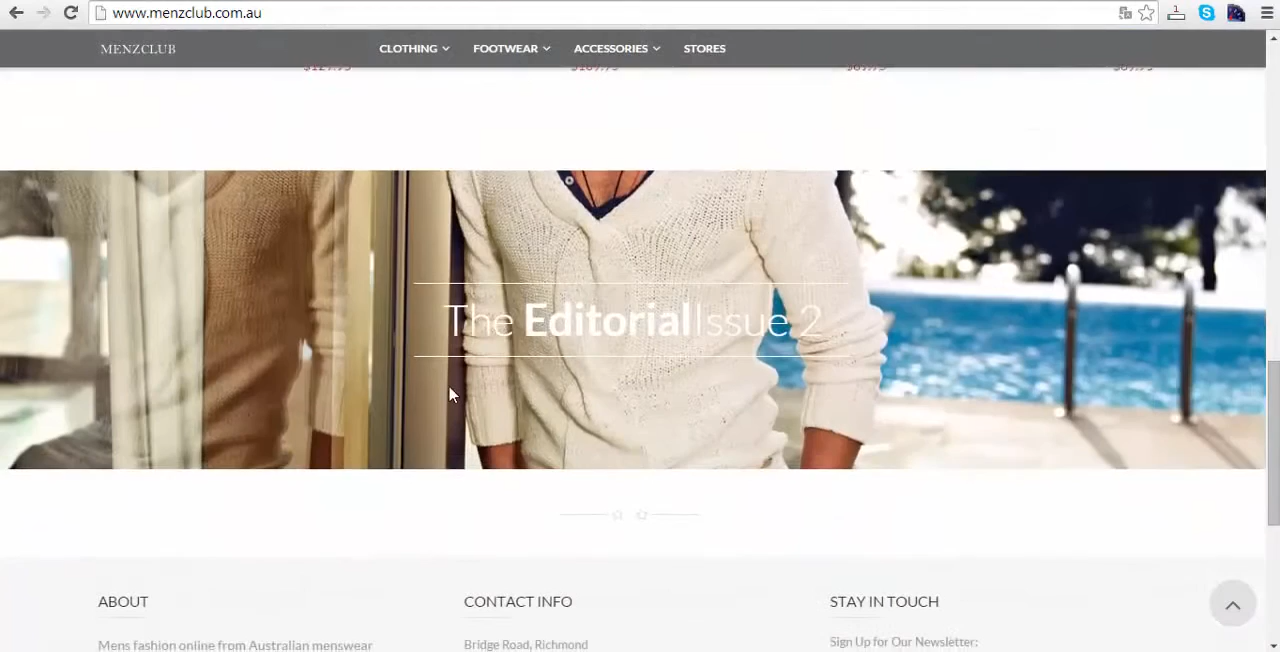 www.menzclub.com.au
1
MENZCLUB CLOTHING FOOTWEAR ACCESSORIES STORES
The Editorial Issue 2
ABOUT CONTACT INFO STAY IN TOUCH
Mens fashion online from Australian menswear Bridge Road, Richmond Sign Up for Our Newsletter: